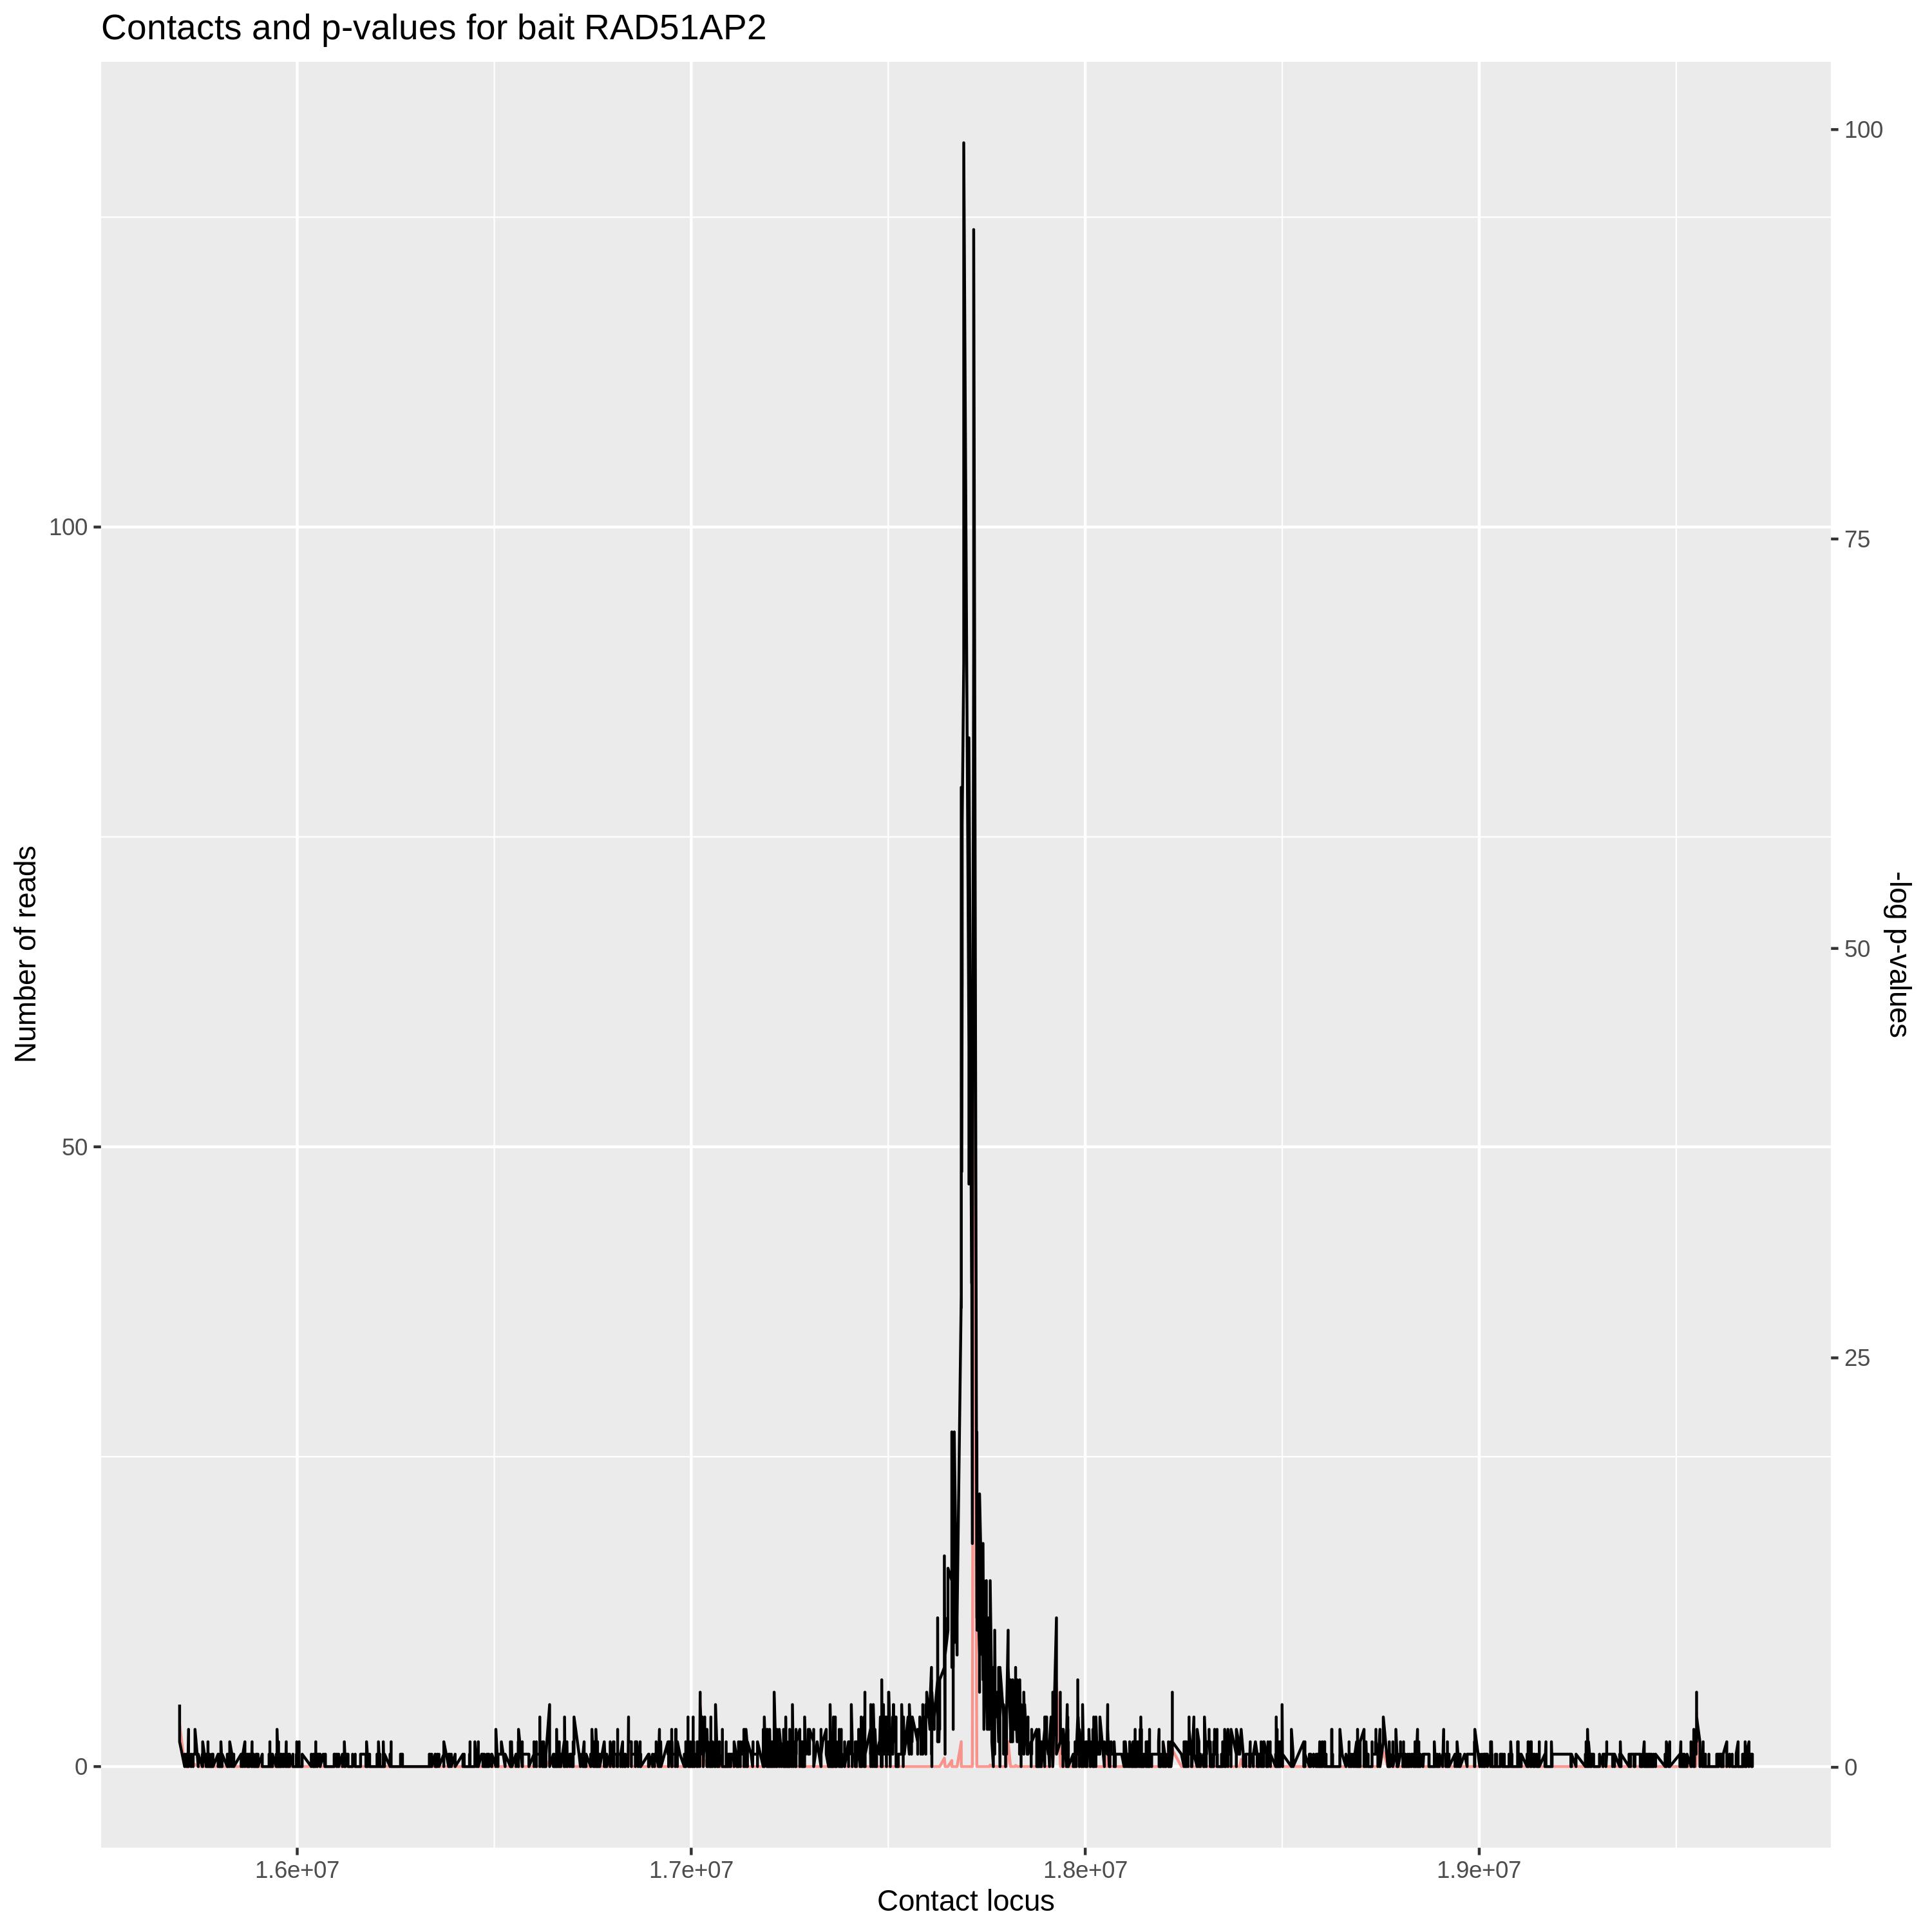 Contacts and p-values for bait RAD51AP2
100
50
0
Number of reads
100
75
50
25
0
-log p-values
1.6e+07
1.7e+07
1.8e+07
1.9e+07
Contact locus